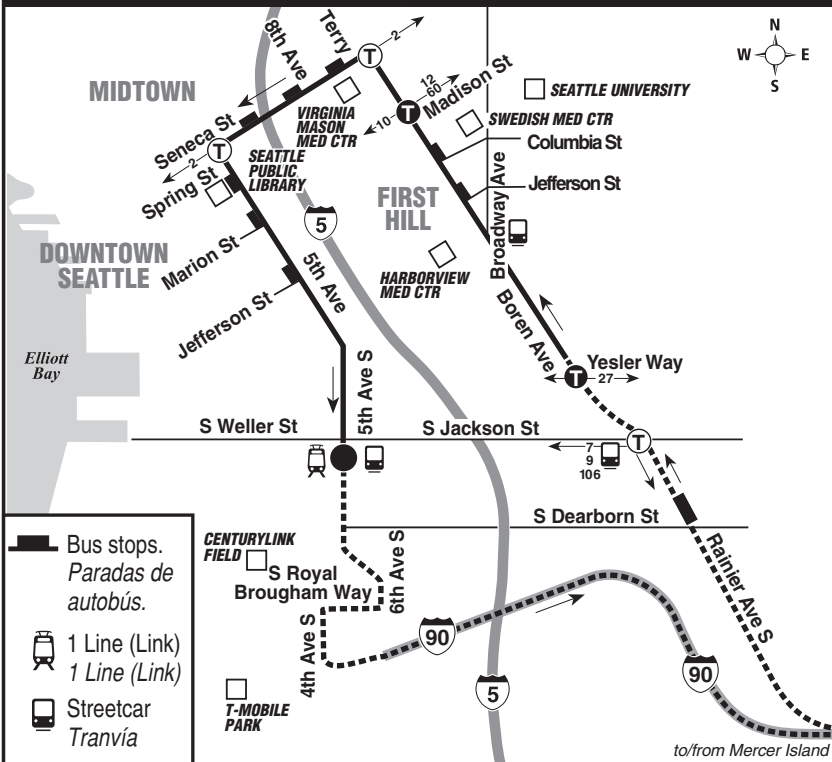 N
W E
S
8th Ave
Terry
2
MIDTOWN
VIRGINIA
MASON
MED CTR
T
12
60
Madison St
T
10
SEATTLE UNIVERSITY
SWEDISH MED CTR
Columbia St
Jefferson St
Seneca St
T
2
Spring St
SEATTLE
PUBLIC
LIBRARY
5
FIRST
HILL
Broadway Ave
DOWNTOWN
SEATTLE
Marion St
5th Ave
HARBORVIEW
MED CTR
Jefferson St
Boren Ave
Elliott
Bay
Yesler Way
T
27
5th Ave S
S Weller St
S Jackson St
T
7
9
106
S Dearborn St
CENTURYLINK
FIELD
S Royal
Brougham Way
6th Ave S
4th Ave S
Rainier Ave S
90
90
5
T-MOBILE
PARK
to/from Mercer Island
Bus stops.
Paradas de
autobús.
1 Line (Link)
1 Line (Link)
Streetcar
Tranvía